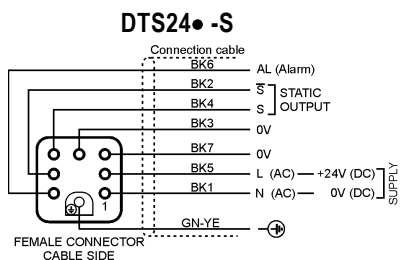 DTS24● -S
Connection cable
BK6 AL (Alarm)
BK2 S̅ STATIC
BK4 S OUTPUT
BK3 0V
BK7 0V
BK5 L (AC) +24V (DC)
BK1 N (AC) 0V (DC)
SUPPLY
1
GN-YE
FEMALE CONNECTOR
CABLE SIDE